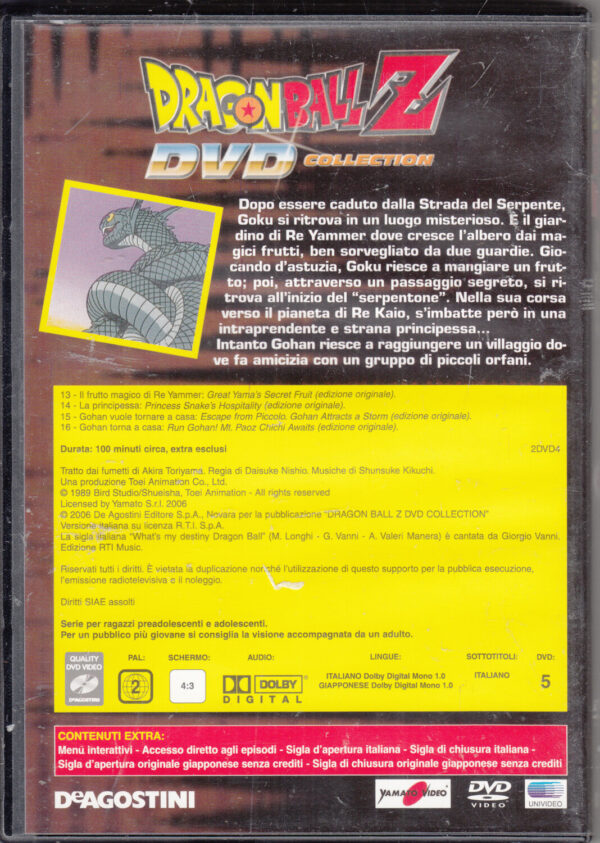 DRAGON BALL Z
DVD COLLECTION
Dopo essere caduto dalla Strada del Serpente,
Goku si ritrova in un luogo misterioso. È il giar-
dino di Re Yammer dove cresce l'albero dai ma-
gici frutti, ben sorvegliato da due guardie. Gio-
cando d'astuzia, Goku riesce a mangiare un frut-
to; poi, attraverso un passaggio segreto, si ri-
trova all'inizio del "serpentone". Nella sua corsa
verso il pianeta di Re Kaio, s'imbatte però in una
intraprendente e strana principessa...
Intanto Gohan riesce a raggiungere un villaggio do-
ve fa amicizia con un gruppo di piccoli orfani.
13 - Il frutto magico di Re Yammer: Great Yama's Secret Fruit (edizione originale).
14 - La principessa: Princess Snake's Hospitality (edizione originale).
15 - Gohan vuole tornare a casa: Escape from Piccolo. Gohan Attracts a Storm (edizione originale).
16 - Gohan torna a casa: Run Gohan! Mt. Paoz Chichi Awaits (edizione originale).
Durata: 100 minuti circa, extra esclusi 2DVD4
Tratto dai fumetti di Akira Toriyama. Regia di Daisuke Nishio. Musiche di Shunsuke Kikuchi.
Una produzione Toei Animation Co., Ltd.
© 1989 Bird Studio/Shueisha, Toei Animation - All rights reserved
Licensed by Yamato S.r.l. 2006
© 2006 De Agostini Editore S.p.A., Novara per la pubblicazione "DRAGON BALL Z DVD COLLECTION"
Versione italiana su licenza R.T.I. S.p.A.
La sigla italiana "What's my destiny Dragon Ball" (M. Longhi - G. Vanni - A. Valeri Manera) è cantata da Giorgio Vanni.
Edizione RTI Music.
Riservati tutti i diritti. È vietata la duplicazione nonché l'utilizzazione di questo supporto per la pubblica esecuzione,
l'emissione radiotelevisiva e il noleggio.
Diritti SIAE assolti
Serie per ragazzi preadolescenti e adolescenti.
Per un pubblico più giovane si consiglia la visione accompagnata da un adulto.
QUALITY DVD VIDEO DEAGOSTINI
PAL: SCHERMO: AUDIO: LINGUE: SOTTOTITOLI: DVD:
2 4:3 DOLBY DIGITAL
ITALIANO Dolby Digital Mono 1.0 ITALIANO 5
GIAPPONESE Dolby Digital Mono 1.0
CONTENUTI EXTRA:
Menù interattivi - Accesso diretto agli episodi - Sigla d'apertura italiana - Sigla di chiusura italiana -
Sigla d'apertura originale giapponese senza crediti - Sigla di chiusura originale giapponese senza crediti
DeAGOSTINI
YAMATO VIDEO
DVD VIDEO
UNIVIDEO